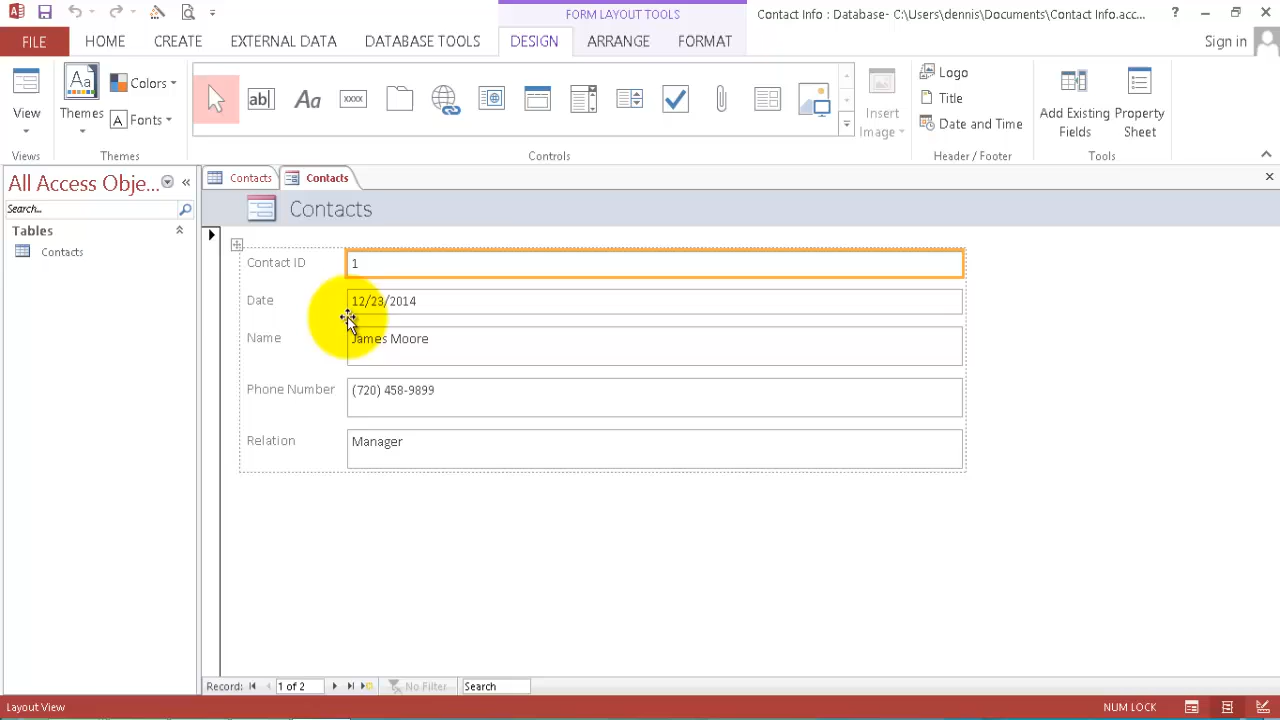 FORM LAYOUT TOOLS
Contact Info : Database- C:\Users\dennis\Documents\Contact Info.acc...
?
FILE
HOME
CREATE
EXTERNAL DATA
DATABASE TOOLS
DESIGN
ARRANGE
FORMAT
Sign in
View
Aa
Themes
Colors
A Fonts
ab
Aa
xxxx
Insert
Image
Logo
Title
Date and Time
Add Existing
Fields
Property
Sheet
Views
Themes
Controls
Header / Footer
Tools
All Access Obje...
Search...
Tables
Contacts
Contacts
Contacts
Contacts
Contact ID
1
Date
12/23/2014
Name
James Moore
Phone Number
(720) 458-9899
Relation
Manager
Record:
1 of 2
No Filter
Search
Layout View
NUM LOCK